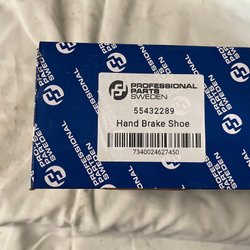 PROFESSIONAL
PARTS
SWEDEN
55432289
Hand Brake Shoe
7340024627450